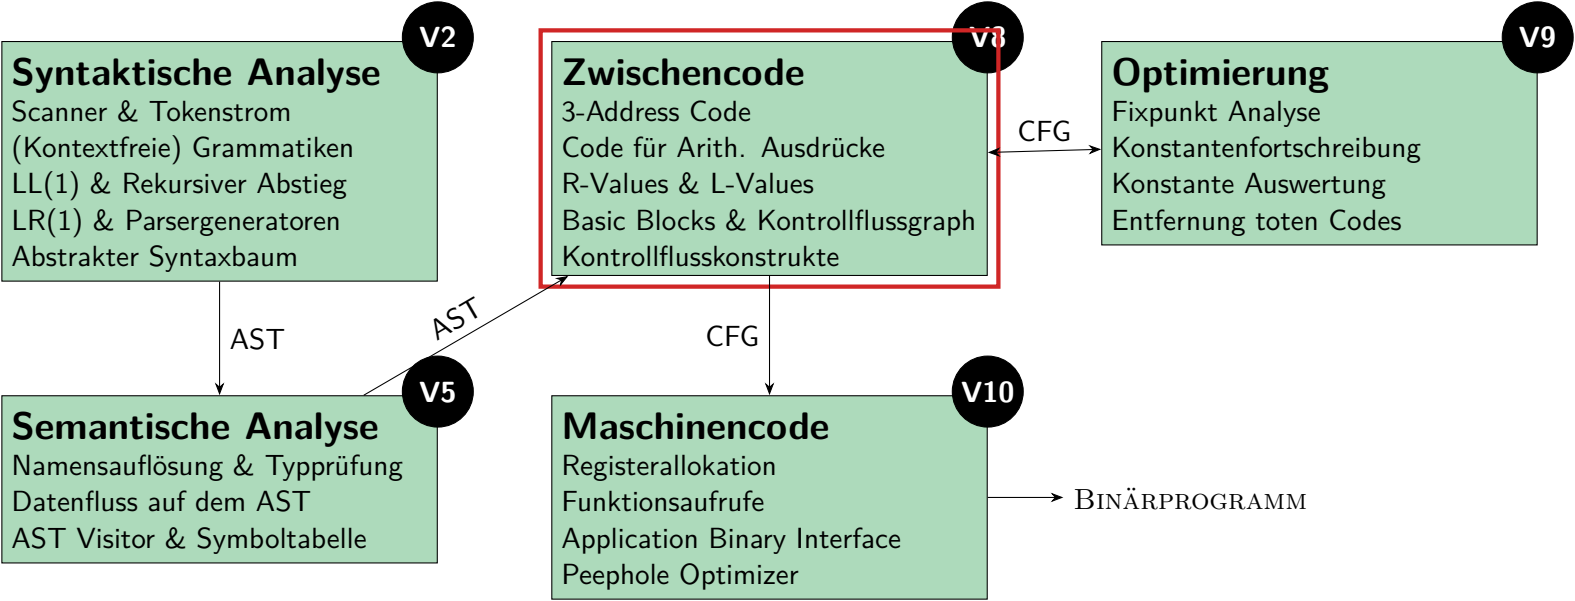 V2
Syntaktische Analyse
Scanner & Tokenstrom
(Kontextfreie) Grammatiken
LL(1) & Rekursiver Abstieg
LR(1) & Parsergeneratoren
Abstrakter Syntaxbaum
V8
Zwischencode
3-Address Code
Code für Arith. Ausdrücke
R-Values & L-Values
Basic Blocks & Kontrollflussgraph
Kontrollflusskonstrukte
CFG
V9
Optimierung
Fixpunkt Analyse
Konstantenfortschreibung
Konstante Auswertung
Entfernung toten Codes
AST
AST
CFG
V5
Semantische Analyse
Namensauflösung & Typprüfung
Datenfluss auf dem AST
AST Visitor & Symboltabelle
V10
Maschinencode
Registerallokation
Funktionsaufrufe
Application Binary Interface
Peephole Optimizer
Binärprogramm